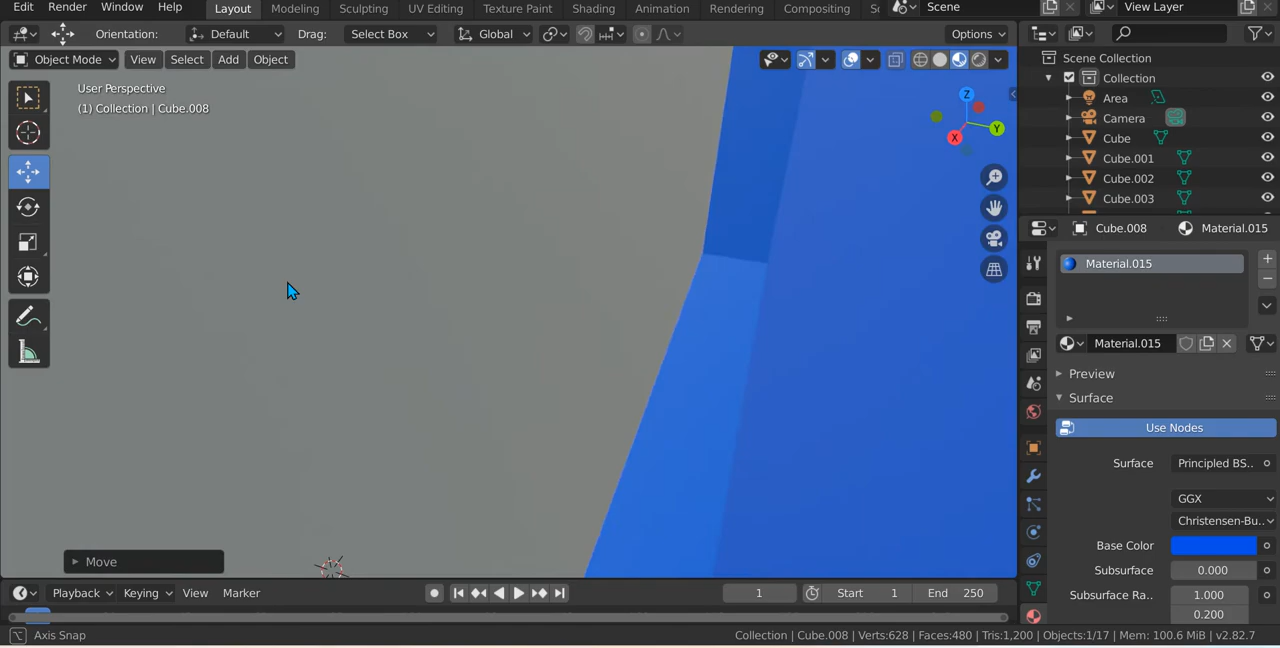 Edit Render Window Help Layout Modeling Sculpting UV Editing Texture Paint Shading Animation Rendering Compositing Scene View Layer
Orientation: Default Drag: Select Box Global Options
Object Mode View Select Add Object
User Perspective
(1) Collection | Cube.008
Z
Y
X
Move
Scene Collection
Collection
Area
Camera
Cube
Cube.001
Cube.002
Cube.003
Cube.008 Material.015
Material.015
Material.015
Preview
Surface
Use Nodes
Surface Principled BS..
GGX
Christensen-Bu..
Base Color
Subsurface 0.000
Subsurface Ra.. 1.000
0.200
Playback Keying View Marker 1 Start 1 End 250
Axis Snap Collection | Cube.008 | Verts:628 | Faces:480 | Tris:1,200 | Objects:1/17 | Mem: 100.6 MiB | v2.82.7